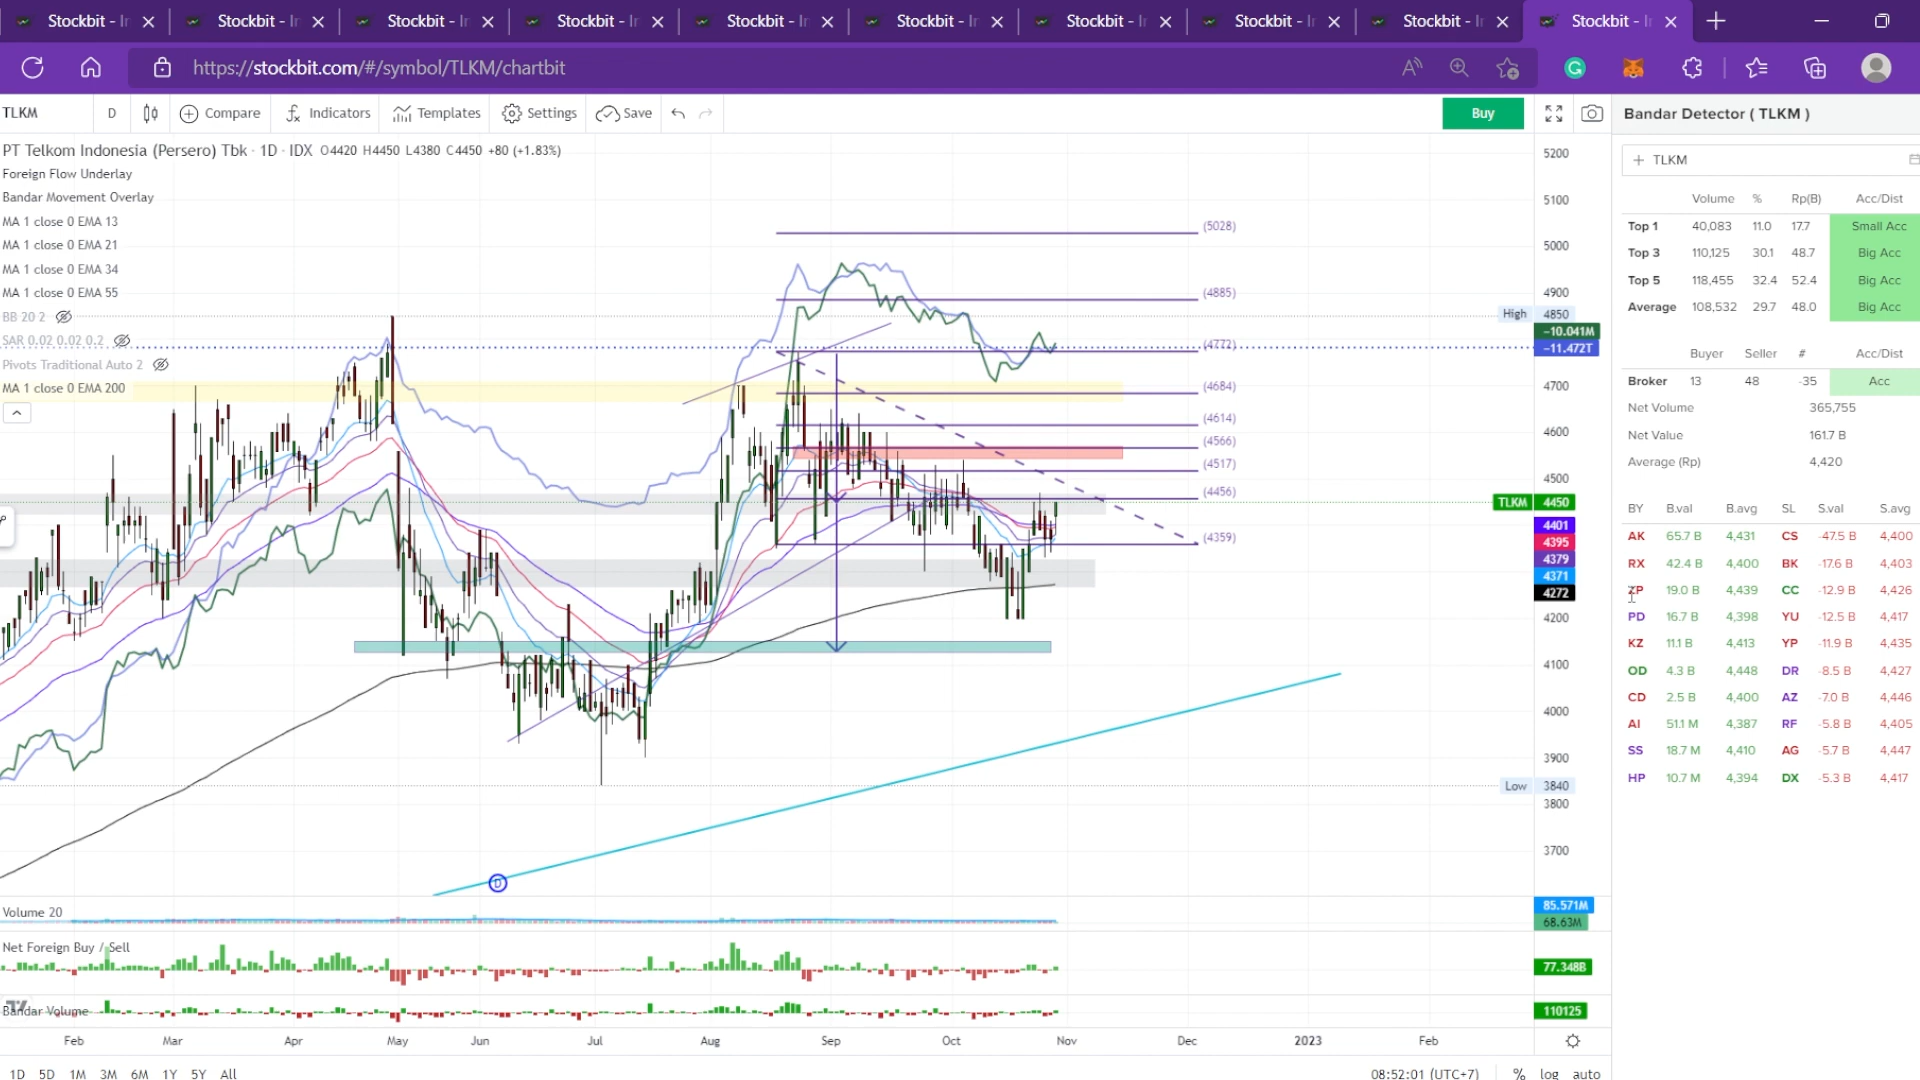 Stockbit - I Stockbit - I Stockbit - I Stockbit - I Stockbit - I Stockbit - I Stockbit - I Stockbit - I Stockbit - I Stockbit - I
https://stockbit.com/#/symbol/TLKM/chartbit
TLKM D Compare Indicators Templates Settings Save Buy
Bandar Detector ( TLKM )
PT Telkom Indonesia (Persero) Tbk · 1D · IDX O4420 H4450 L4380 C4450 +80 (+1.83%)
Foreign Flow Underlay
Bandar Movement Overlay
MA 1 close 0 EMA 13
MA 1 close 0 EMA 21
MA 1 close 0 EMA 34
MA 1 close 0 EMA 55
BB 20 2
SAR 0.02 0.02 0.2
Pivots Traditional Auto 2
MA 1 close 0 EMA 200
(5028)
(4885)
(4772)
(4684)
(4614)
(4566)
(4517)
(4456)
(4359)
5200
5100
5000
4900
High 4850
−10.041M
−11.472T
4700
4600
4500
TLKM 4450
4401
4395
4379
4371
4272
4200
4100
4000
3900
Low 3840
3800
3700
D
Volume 20
85.571M
68.63M
Net Foreign Buy / Sell
77.348B
Bandar Volume
110125
Feb Mar Apr May Jun Jul Aug Sep Oct Nov Dec 2023 Feb
1D 5D 1M 3M 6M 1Y 5Y All
08:52:01 (UTC+7) % log auto
+ TLKM
Volume % Rp(B) Acc/Dist
Top 1 40,083 11.0 17.7 Small Acc
Top 3 110,125 30.1 48.7 Big Acc
Top 5 118,455 32.4 52.4 Big Acc
Average 108,532 29.7 48.0 Big Acc
Buyer Seller # Acc/Dist
Broker 13 48 -35 Acc
Net Volume 365,755
Net Value 161.7 B
Average (Rp) 4,420
BY B.val B.avg SL S.val S.avg
AK 65.7 B 4,431 CS -47.5 B 4,400
RX 42.4 B 4,400 BK -17.6 B 4,403
ZP 19.0 B 4,439 CC -12.9 B 4,426
PD 16.7 B 4,398 YU -12.5 B 4,417
KZ 11.1 B 4,413 YP -11.9 B 4,435
OD 4.3 B 4,448 DR -8.5 B 4,427
CD 2.5 B 4,400 AZ -7.0 B 4,446
AI 51.1 M 4,387 RF -5.8 B 4,405
SS 18.7 M 4,410 AG -5.7 B 4,447
HP 10.7 M 4,394 DX -5.3 B 4,417